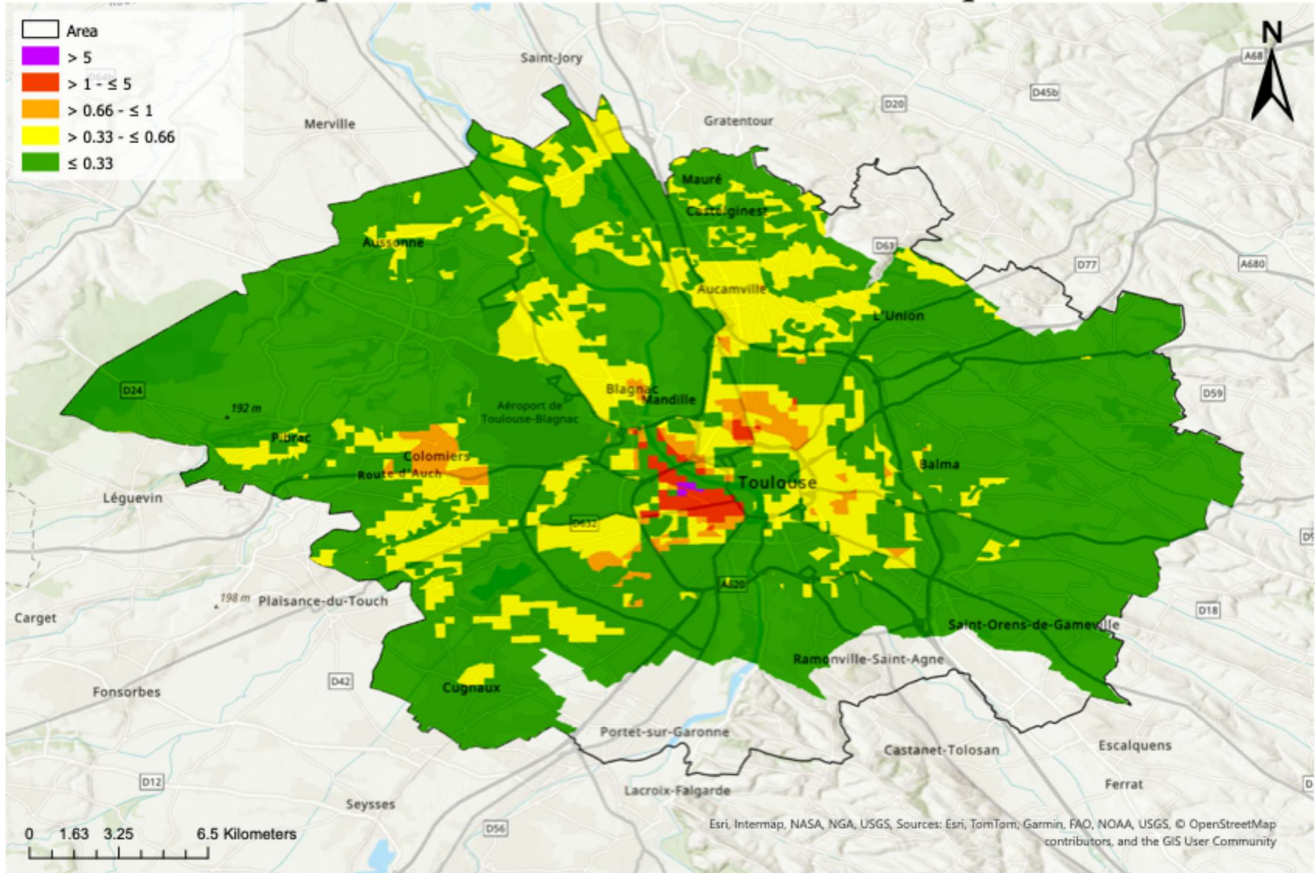 Area
> 5
> 1 - ≤ 5
> 0.66 - ≤ 1
> 0.33 - ≤ 0.66
≤ 0.33
N
Saint-Jory
A68
D45b
D20
Merville
Gratentour
Mauré
Castelginest
Aussonne
D61
D77
A680
Aucamville
L'Union
D24
192 m
Blagnac
Mandille
Aéroport de
Toulouse-Blagnac
D59
Pibrac
Colomiers
Route d'Auch
Balma
Toulouse
Léguevin
D632
A620
198 m
Plaisance-du-Touch
Carget
D18
Saint-Orens-de-Gameville
Ramonville-Saint-Agne
D42
Fonsorbes
Cugnaux
Portet-sur-Garonne
Castanet-Tolosan
Escalquens
Ferrat
D12
Lacroix-Falgarde
Seysses
D56
0 1.63 3.25 6.5 Kilometers
Esri, Intermap, NASA, NGA, USGS, Sources: Esri, TomTom, Garmin, FAO, NOAA, USGS, © OpenStreetMap
contributors, and the GIS User Community